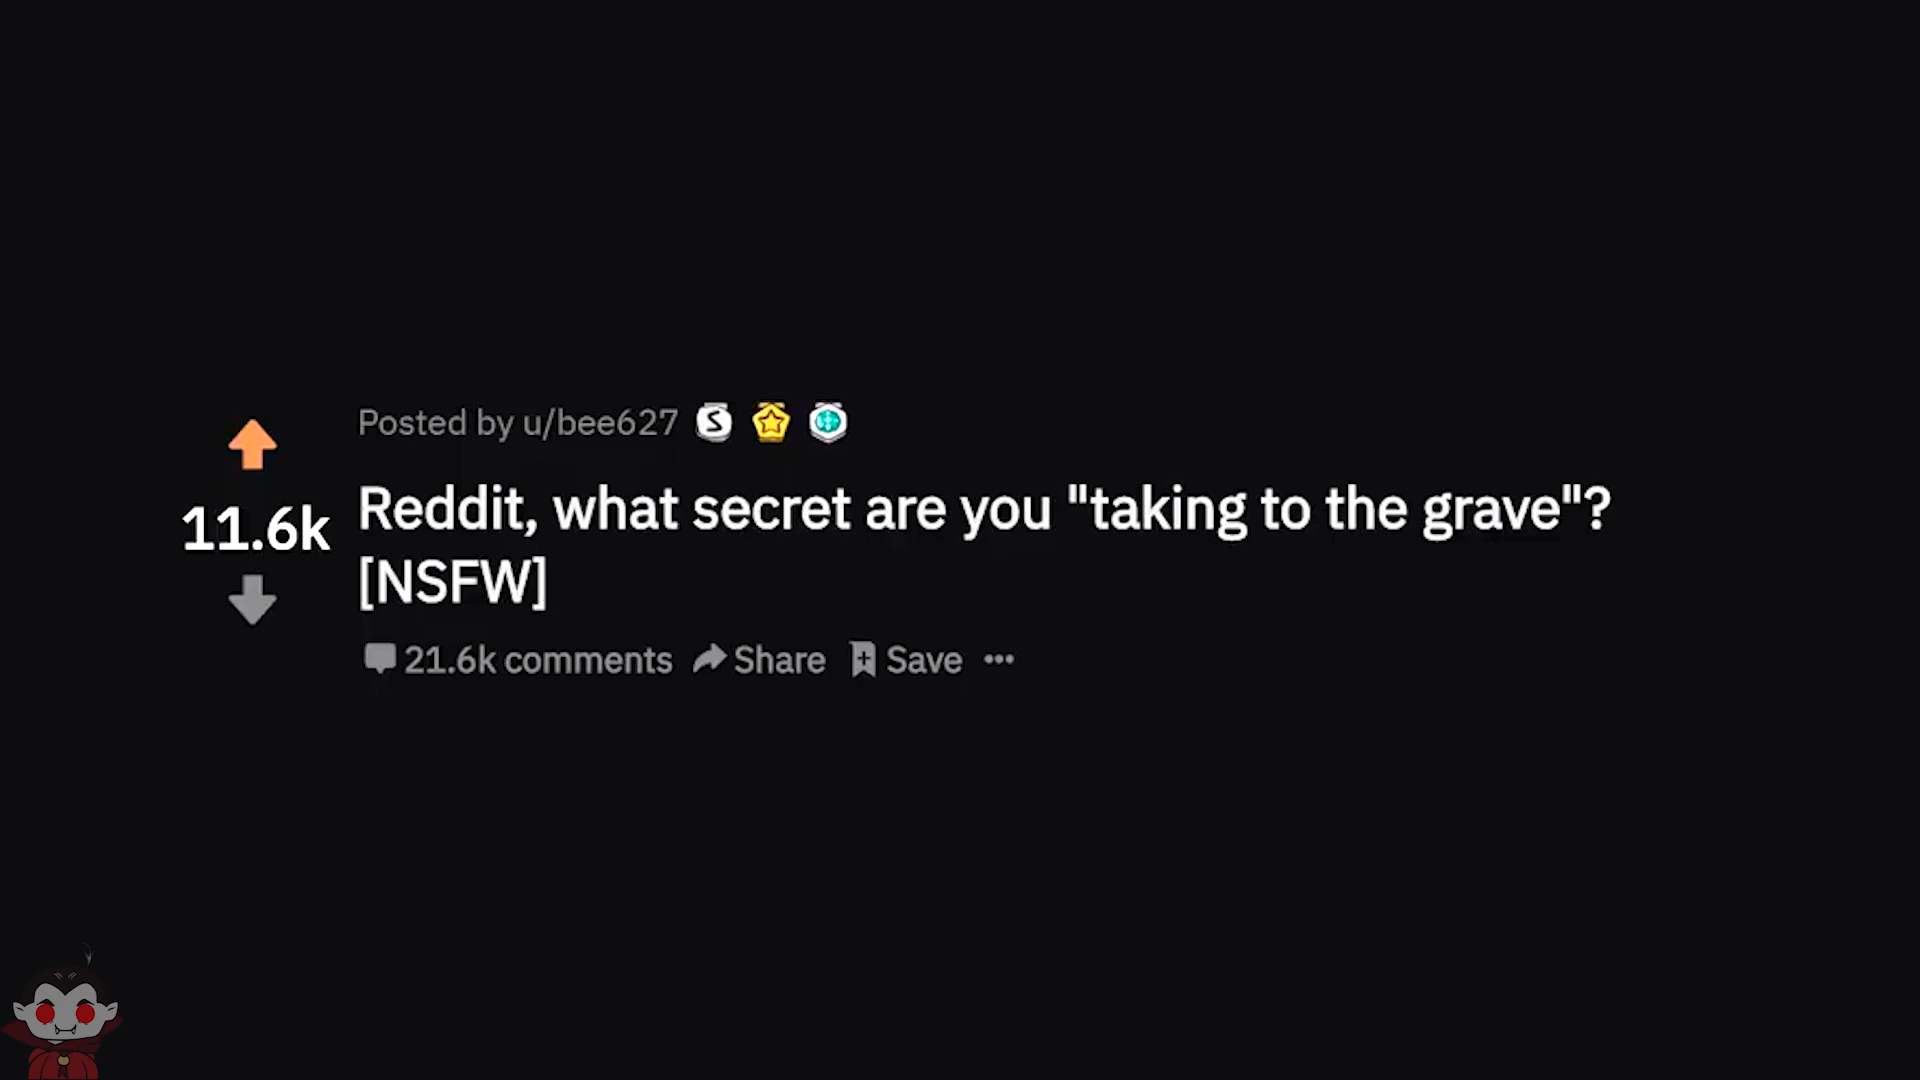 Posted by u/bee627
11.6k
Reddit, what secret are you "taking to the grave"?
[NSFW]
21.6k comments Share Save •••